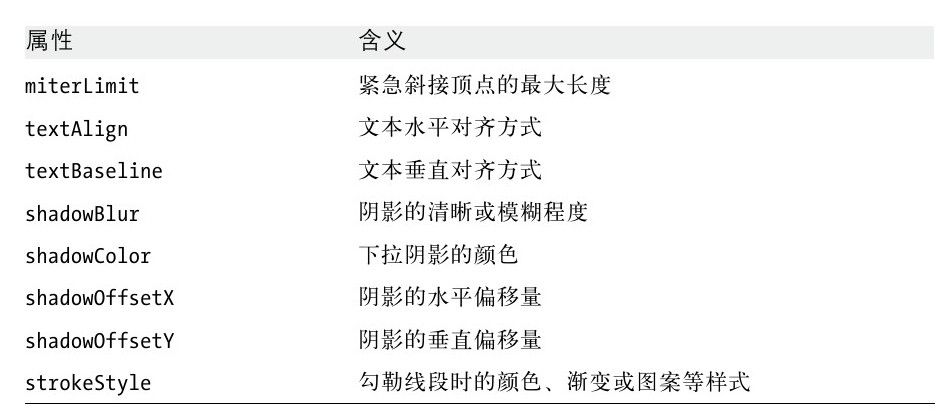 属性 含义
miterLimit 紧急斜接顶点的最大长度
textAlign 文本水平对齐方式
textBaseline 文本垂直对齐方式
shadowBlur 阴影的清晰或模糊程度
shadowColor 下拉阴影的颜色
shadowOffsetX 阴影的水平偏移量
shadowOffsetY 阴影的垂直偏移量
strokeStyle 勾勒线段时的颜色、渐变或图案等样式